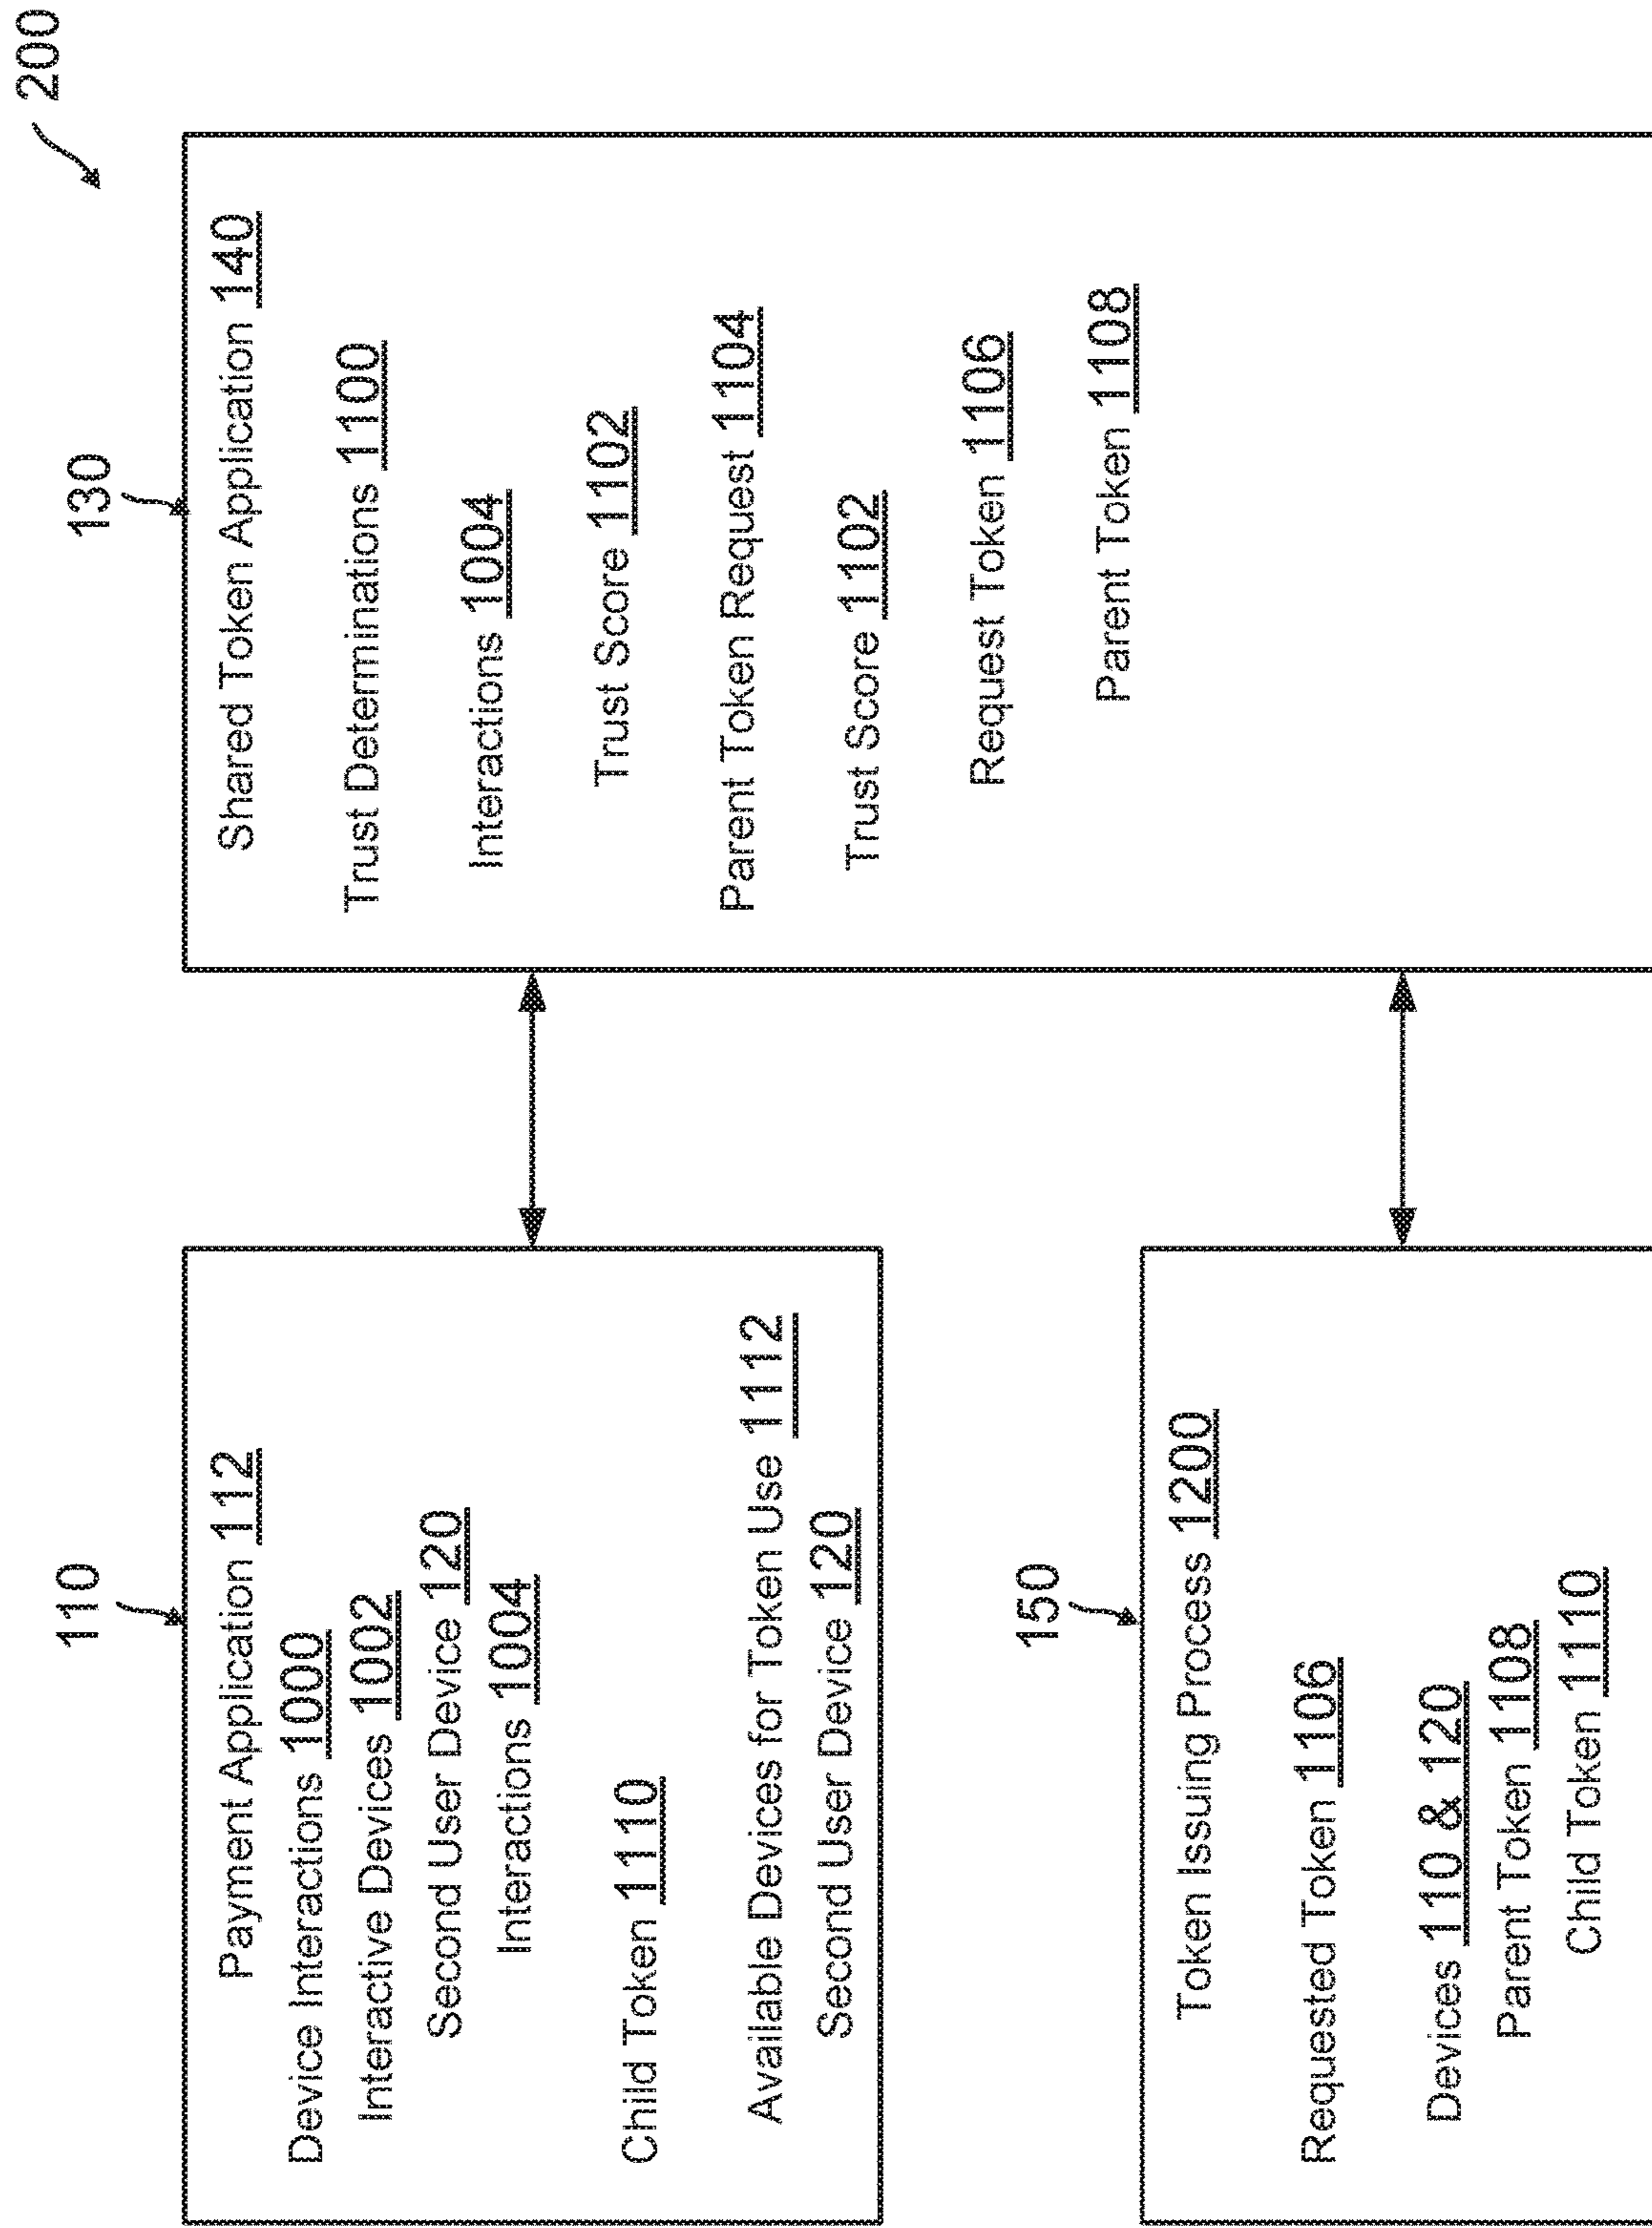 200
110
Payment Application 112
Device Interactions 1000
Interactive Devices 1002
Second User Device 120
Interactions 1004
Child Token 1110
Available Devices for Token Use 1112
Second User Device 120
130
Shared Token Application 140
Trust Determinations 1100
Interactions 1004
Trust Score 1102
Parent Token Request 1104
Trust Score 1102
Request Token 1106
Parent Token 1108
150
Token Issuing Process 1200
Requested Token 1106
Devices 110 & 120
Parent Token 1108
Child Token 1110